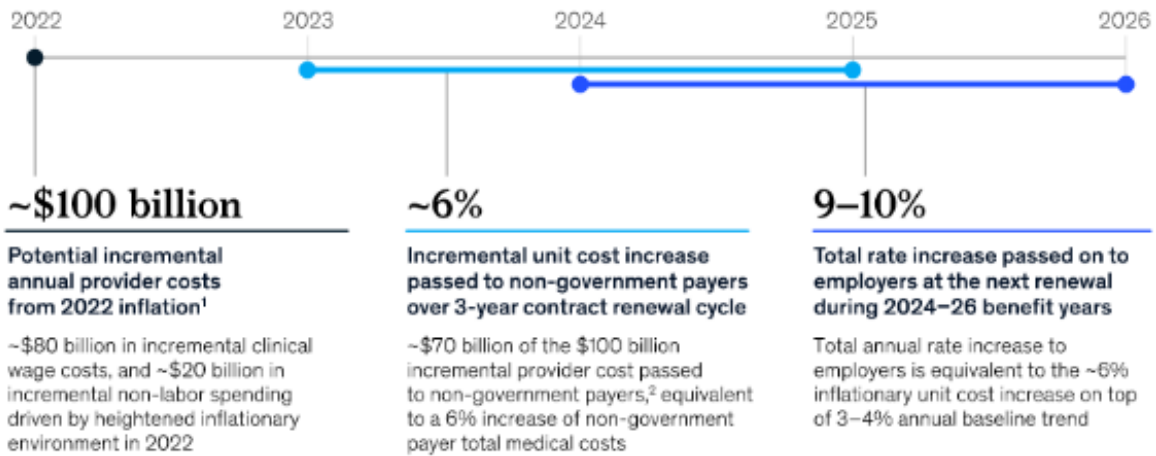 2022 2023 2024 2025 2026
~$100 billion
Potential incremental
annual provider costs
from 2022 inflation¹
~$80 billion in incremental clinical
wage costs, and ~$20 billion in
incremental non-labor spending
driven by heightened inflationary
environment in 2022
~6%
Incremental unit cost increase
passed to non-government payers
over 3-year contract renewal cycle
~$70 billion of the $100 billion
incremental provider cost passed
to non-government payers,² equivalent
to a 6% increase of non-government
payer total medical costs
9–10%
Total rate increase passed on to
employers at the next renewal
during 2024–26 benefit years
Total annual rate increase to
employers is equivalent to the ~6%
inflationary unit cost increase on top
of 3–4% annual baseline trend